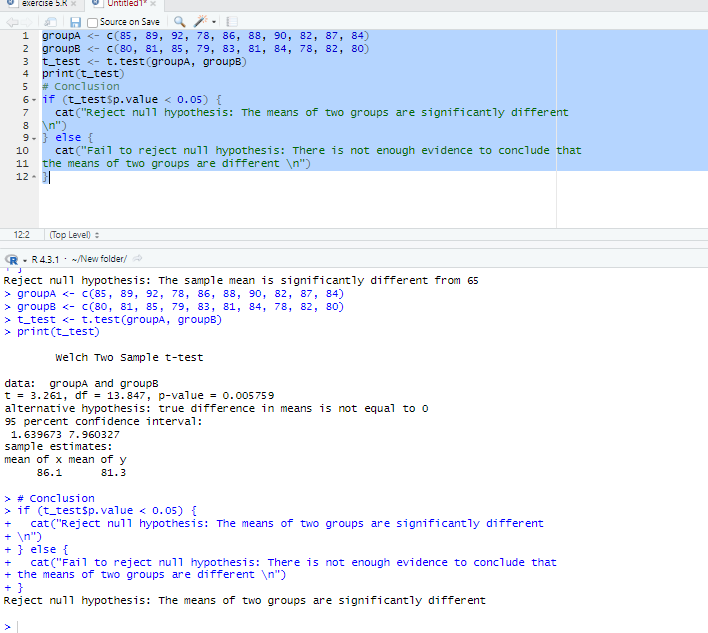 exercise 5.R
Untitled1*
Source on Save
1 groupA <- c(85, 89, 92, 78, 86, 88, 90, 82, 87, 84)
2 groupB <- c(80, 81, 85, 79, 83, 81, 84, 78, 82, 80)
3 t_test <- t.test(groupA, groupB)
4 print(t_test)
5 # Conclusion
6 if (t_test$p.value < 0.05) {
7 cat("Reject null hypothesis: The means of two groups are significantly different
8 \n")
9 } else {
10 cat("Fail to reject null hypothesis: There is not enough evidence to conclude that
11 the means of two groups are different \n")
12 }
12:2 (Top Level)
R 4.3.1 · ~/New folder/
+ }
Reject null hypothesis: The sample mean is significantly different from 65
> groupA <- c(85, 89, 92, 78, 86, 88, 90, 82, 87, 84)
> groupB <- c(80, 81, 85, 79, 83, 81, 84, 78, 82, 80)
> t_test <- t.test(groupA, groupB)
> print(t_test)
Welch Two Sample t-test
data: groupA and groupB
t = 3.261, df = 13.847, p-value = 0.005759
alternative hypothesis: true difference in means is not equal to 0
95 percent confidence interval:
1.639673 7.960327
sample estimates:
mean of x mean of y
86.1 81.3
> # Conclusion
> if (t_test$p.value < 0.05) {
+ cat("Reject null hypothesis: The means of two groups are significantly different
+ \n")
+ } else {
+ cat("Fail to reject null hypothesis: There is not enough evidence to conclude that
+ the means of two groups are different \n")
+ }
Reject null hypothesis: The means of two groups are significantly different
>